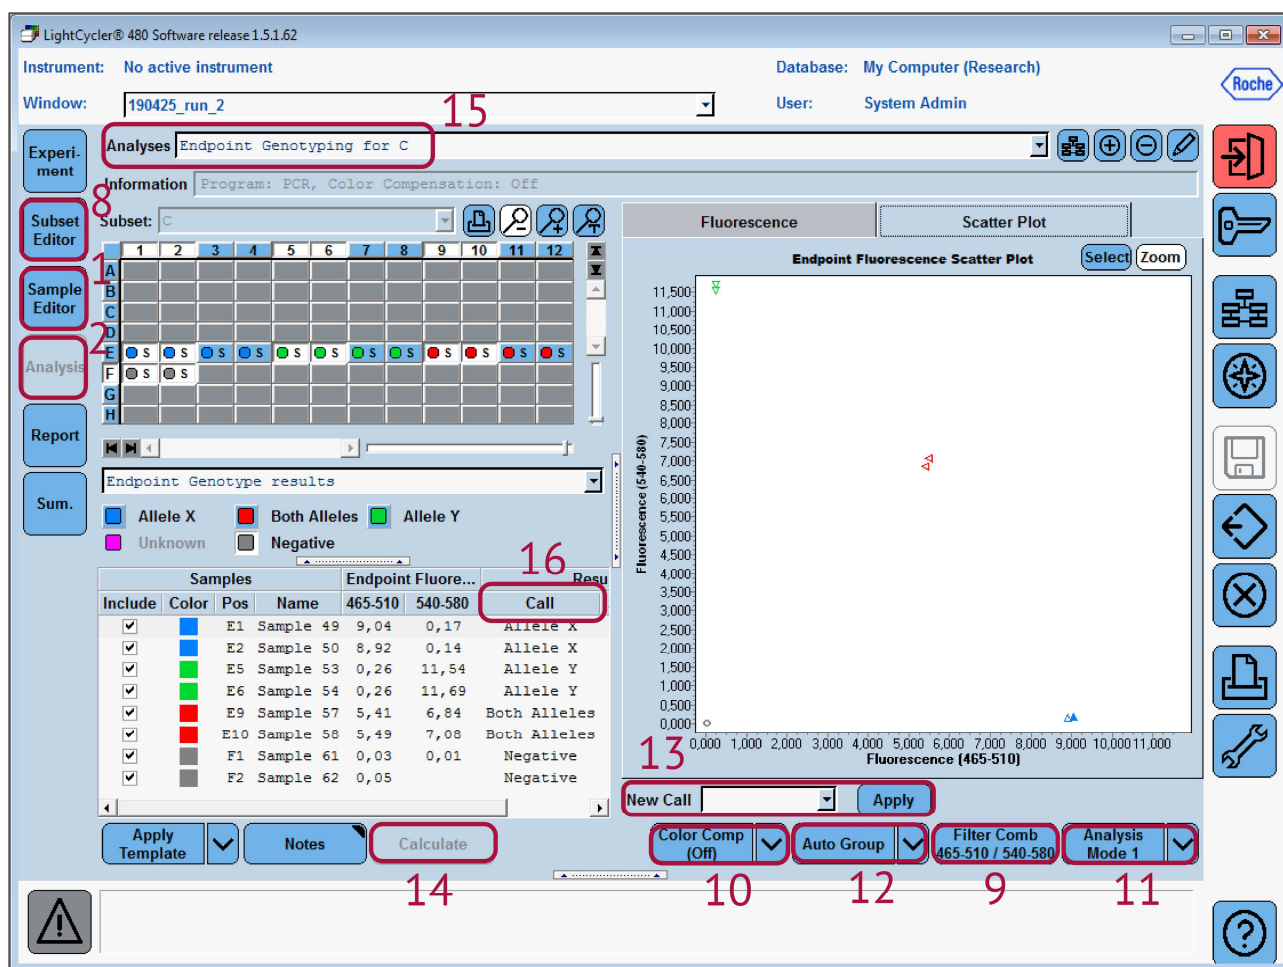 LightCycler® 480 Software release 1.5.1.62
Instrument: No active instrument
Database: My Computer (Research)
Roche
Window: 190425_run_2
User: System Admin
15
Experi-
ment
Analyses Endpoint Genotyping for C
Information Program: PCR, Color Compensation: Off
8
Subset
Editor
Subset: C
Fluorescence
Scatter Plot
1 2 3 4 5 6 7 8 9 10 11 12
A
B
C
D
E S S S S S S S S S S S S
F S S
G
H
1
Sample
Editor
2
Analysis
Report
Sum.
Endpoint Fluorescence Scatter Plot
Select Zoom
11,500
11,000
10,500
10,000
9,500
9,000
8,500
8,000
7,500
7,000
6,500
6,000
5,500
5,000
4,500
4,000
3,500
3,000
2,500
2,000
1,500
1,000
0,500
0,000
Fluorescence (540-580)
0,000 1,000 2,000 3,000 4,000 5,000 6,000 7,000 8,000 9,000 10,000 11,000
Fluorescence (465-510)
Endpoint Genotype results
Allele X Both Alleles Allele Y
Unknown Negative
16
Samples Endpoint Fluore... Resu
Include Color Pos Name 465-510 540-580 Call
E1 Sample 49 9,04 0,17 Allele X
E2 Sample 50 8,92 0,14 Allele X
E5 Sample 53 0,26 11,54 Allele Y
E6 Sample 54 0,26 11,69 Allele Y
E9 Sample 57 5,41 6,84 Both Alleles
E10 Sample 58 5,49 7,08 Both Alleles
F1 Sample 61 0,03 0,01 Negative
F2 Sample 62 0,05 Negative
13
New Call Apply
Apply
Template
Notes
Calculate
Color Comp
(Off)
Auto Group
Filter Comb
465-510 / 540-580
Analysis
Mode 1
14
10
12
9
11